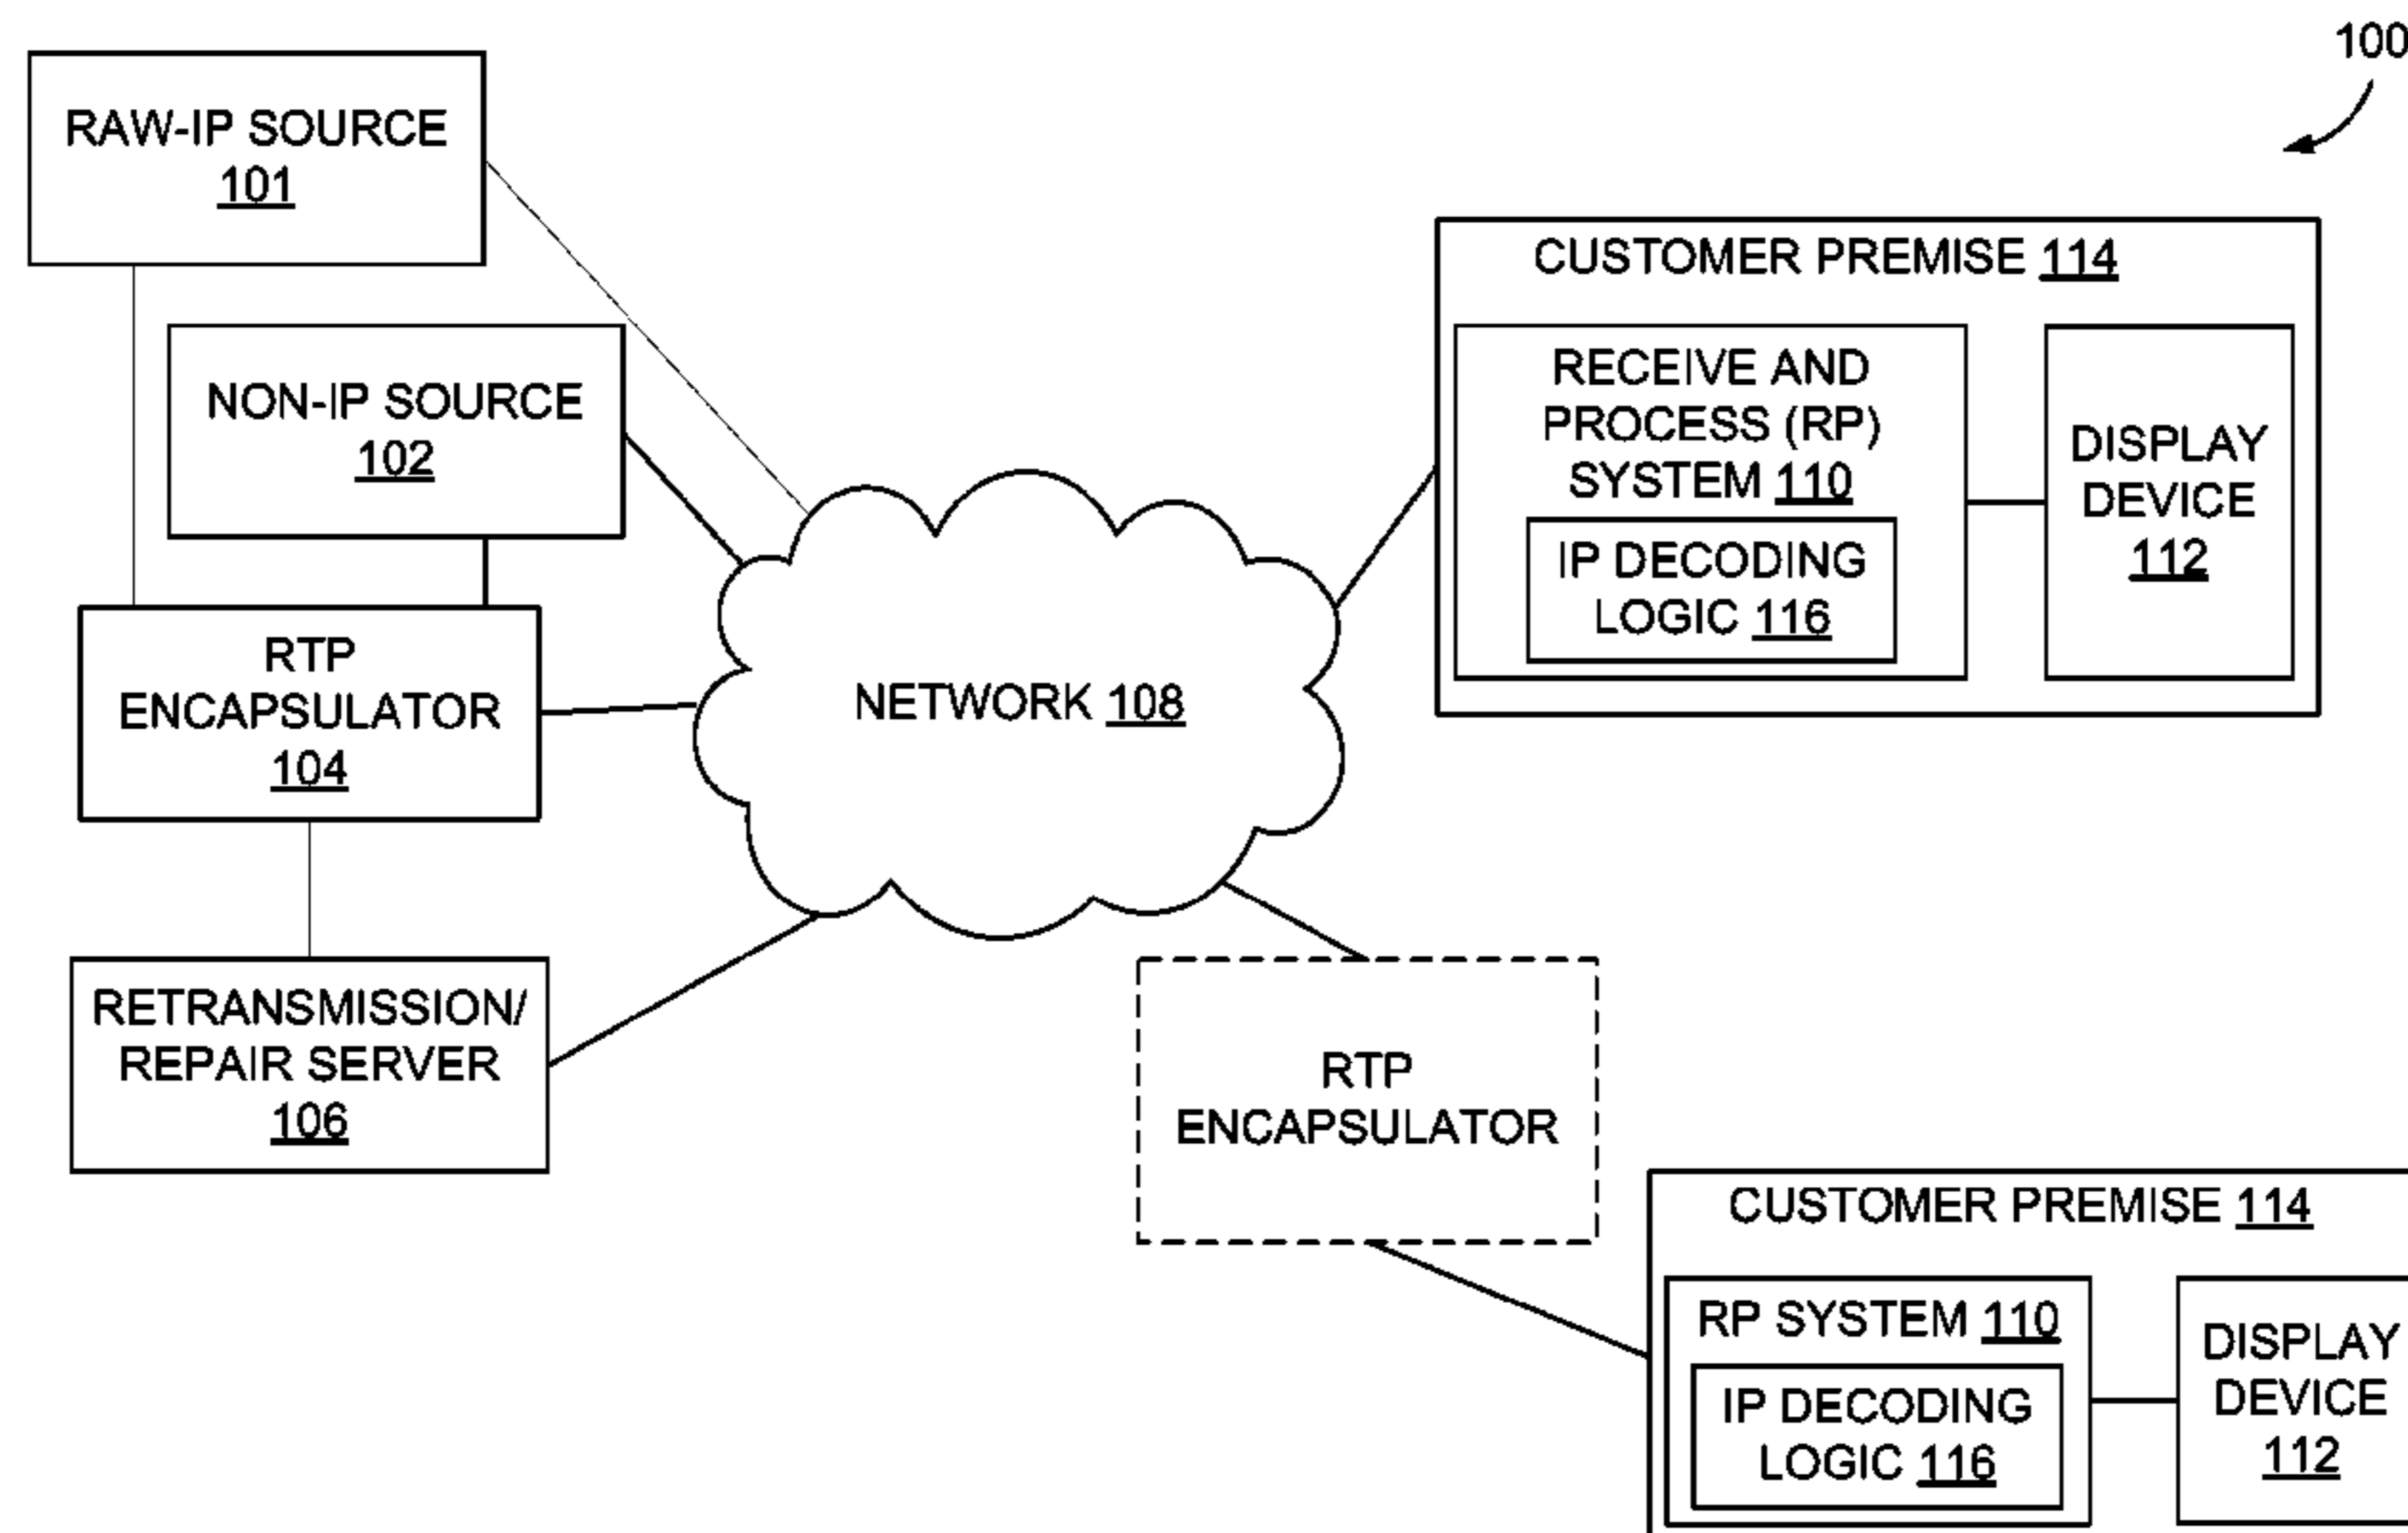 100
RAW-IP SOURCE
101
NON-IP SOURCE
102
RTP
ENCAPSULATOR
104
RETRANSMISSION/
REPAIR SERVER
106
NETWORK 108
CUSTOMER PREMISE 114
RECEIVE AND
PROCESS (RP)
SYSTEM 110
IP DECODING
LOGIC 116
DISPLAY
DEVICE
112
RTP
ENCAPSULATOR
CUSTOMER PREMISE 114
RP SYSTEM 110
IP DECODING
LOGIC 116
DISPLAY
DEVICE
112